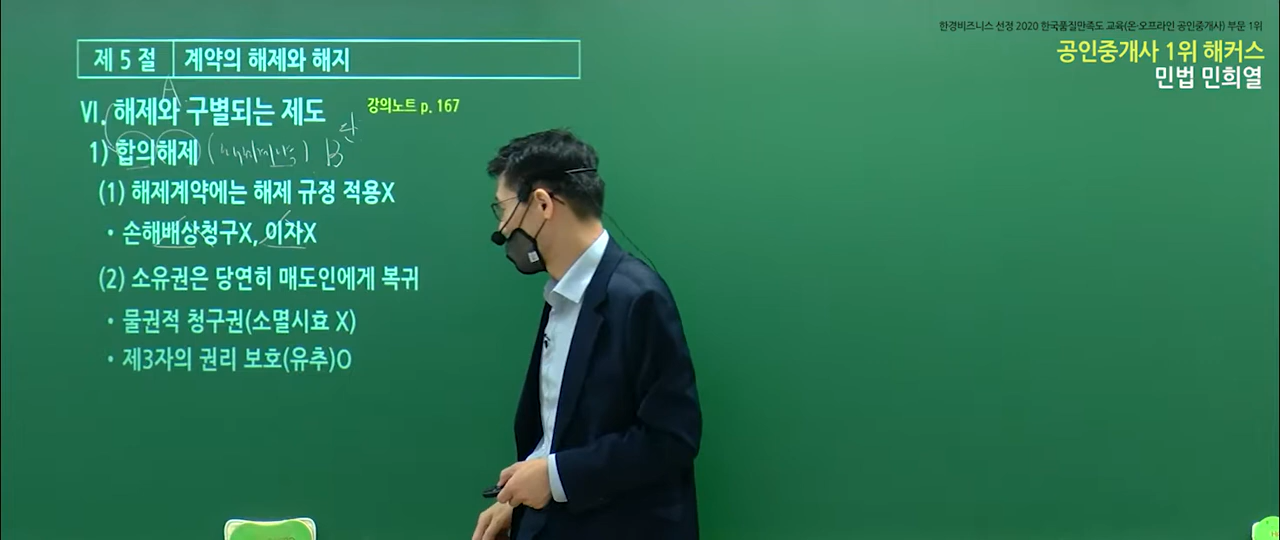 한경비즈니스 선정 2020 한국품질만족도 교육(온·오프라인 공인중개사) 부문 1위
공인중개사 1위 해커스
민법 민희열
제 5 절 계약의 해제와 해지
A
Ⅵ. 해제와 구별되는 제도 강의노트 p. 167
1) 합의해제 ( ) B
(1) 해제계약에는 해제 규정 적용X
• 손해배상청구X, 이자X
(2) 소유권은 당연히 매도인에게 복귀
• 물권적 청구권(소멸시효 X)
• 제3자의 권리 보호(유추)O